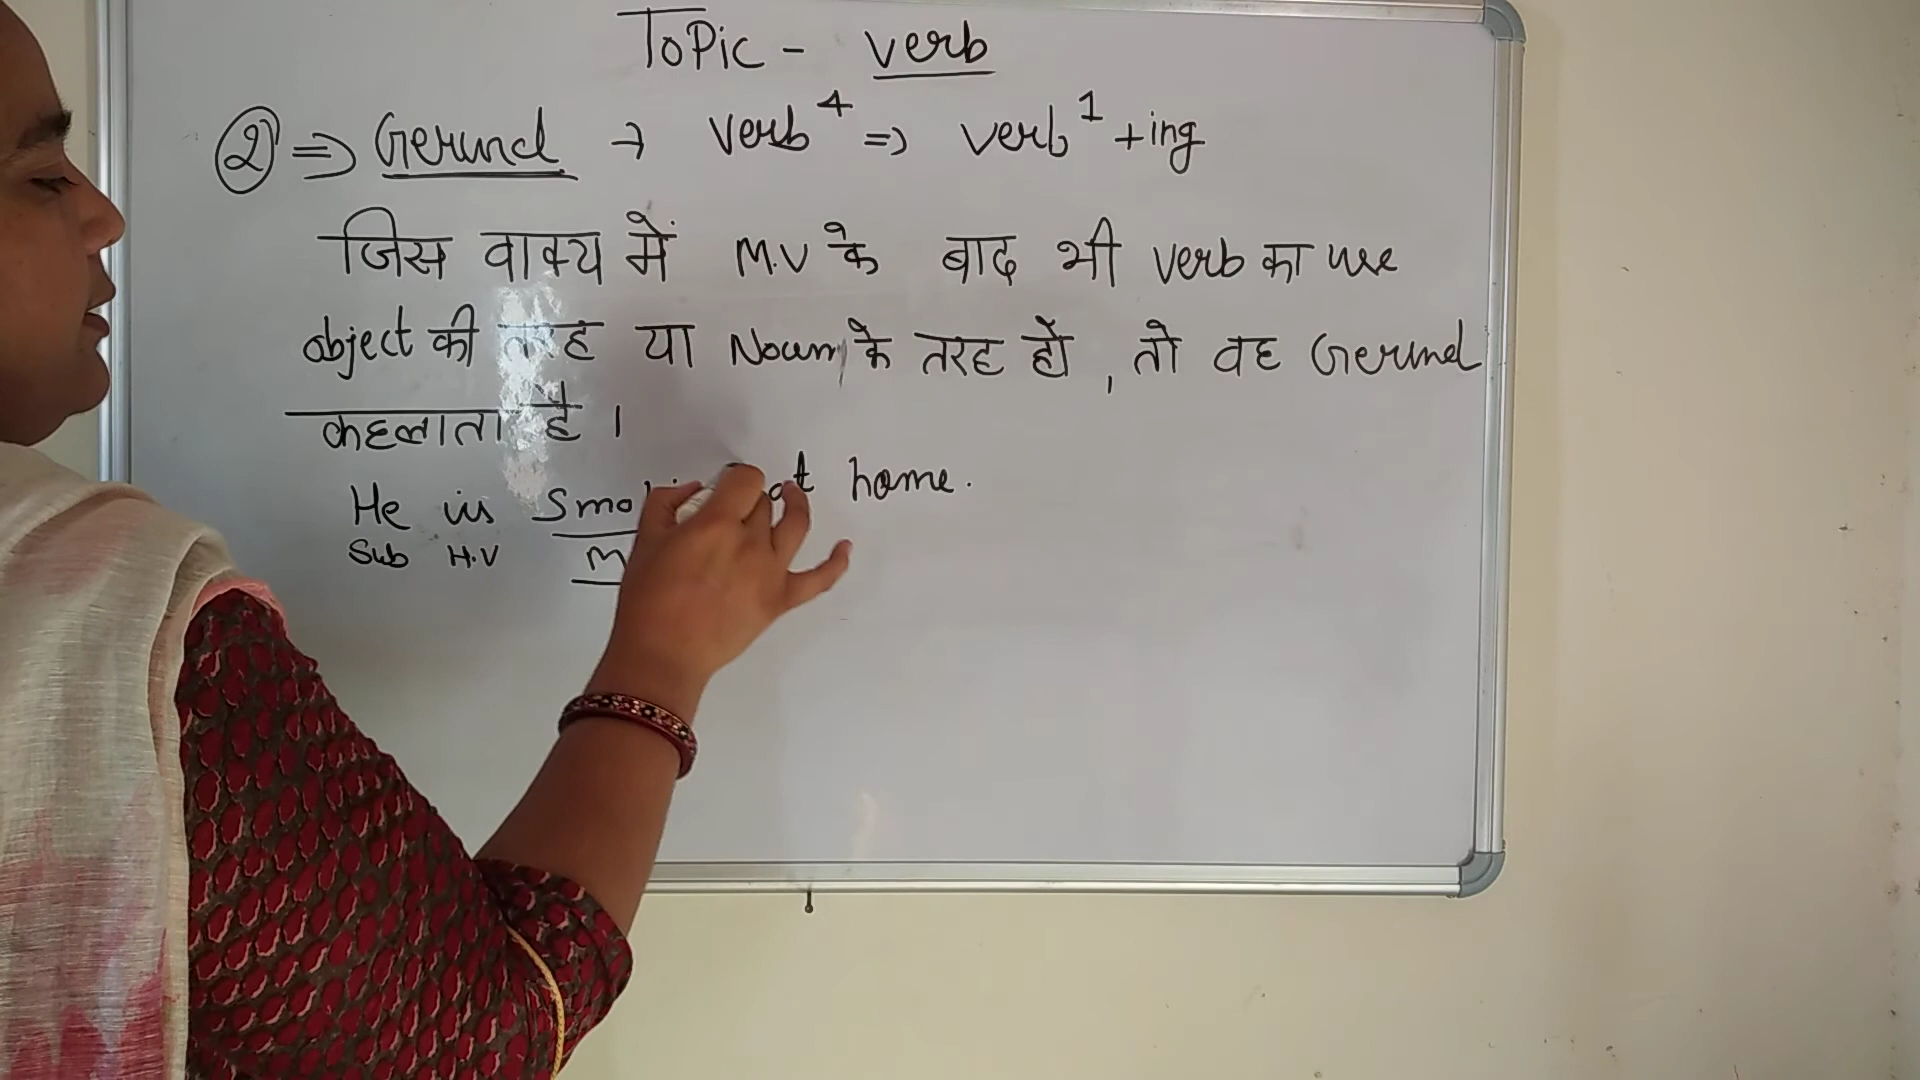 Topic - verb
② ⇒ Gerund → verb⁴ ⇒ verb¹ + ing
जिस वाक्य में M.V के बाद भी verb का use
object की तरह या Noun के तरह हो , तो वह Gerund
कहलाता है ।
He is at home.
Sub H.V